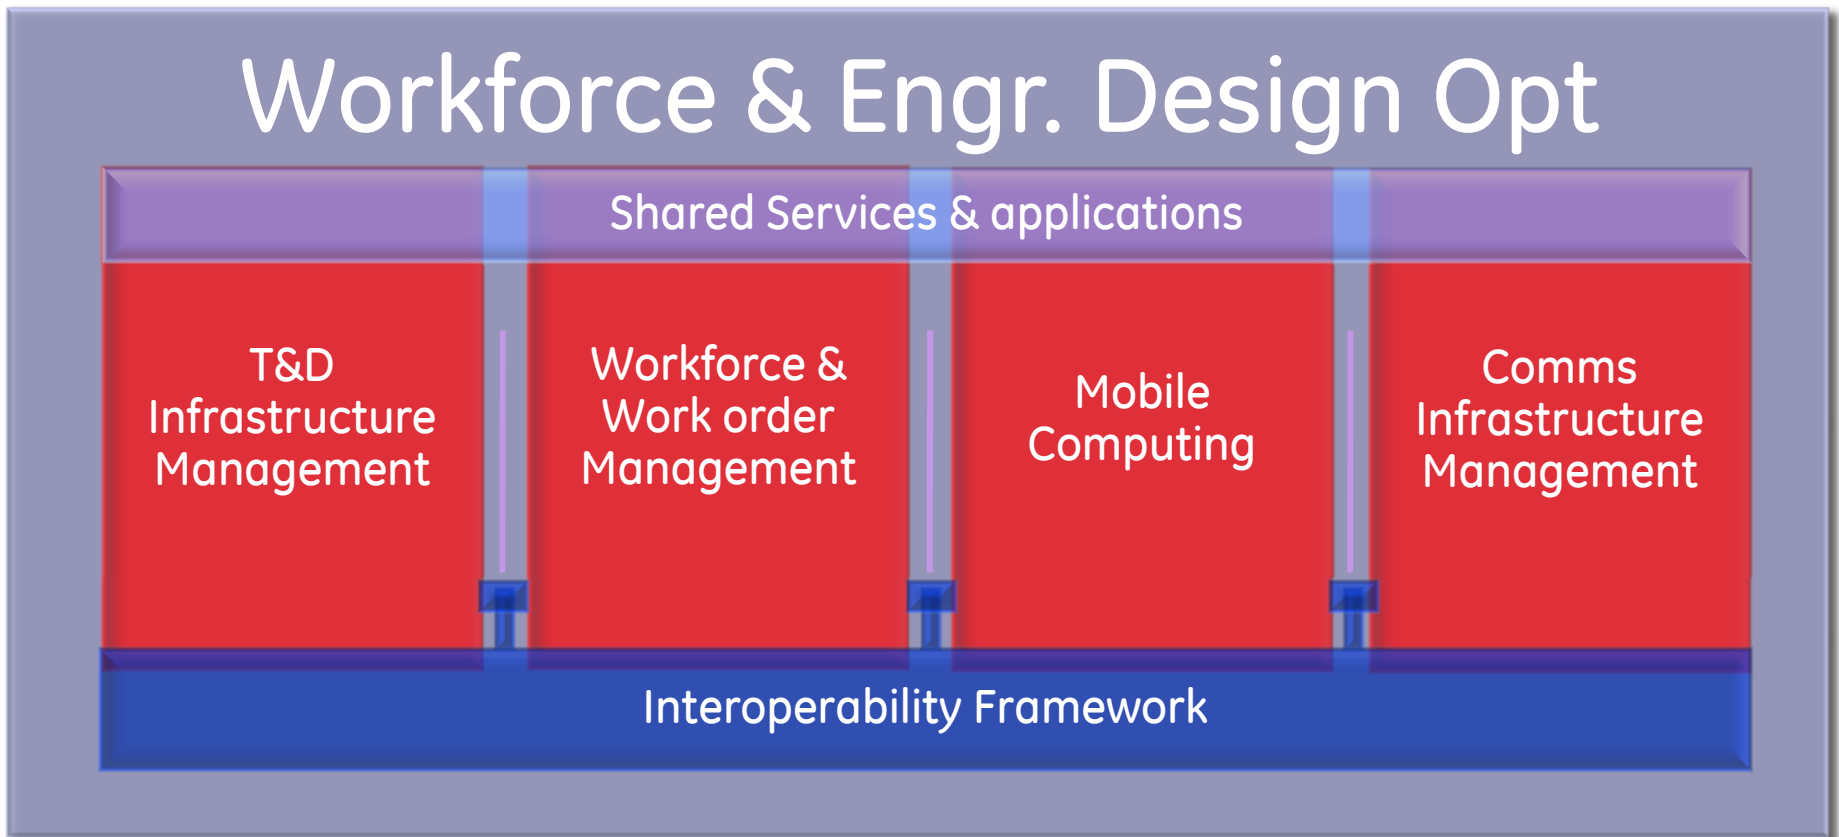 Workforce & Engr. Design Opt
Shared Services & applications
T&D
Infrastructure
Management
Workforce &
Work order
Management
Mobile
Computing
Comms
Infrastructure
Management
Interoperability Framework